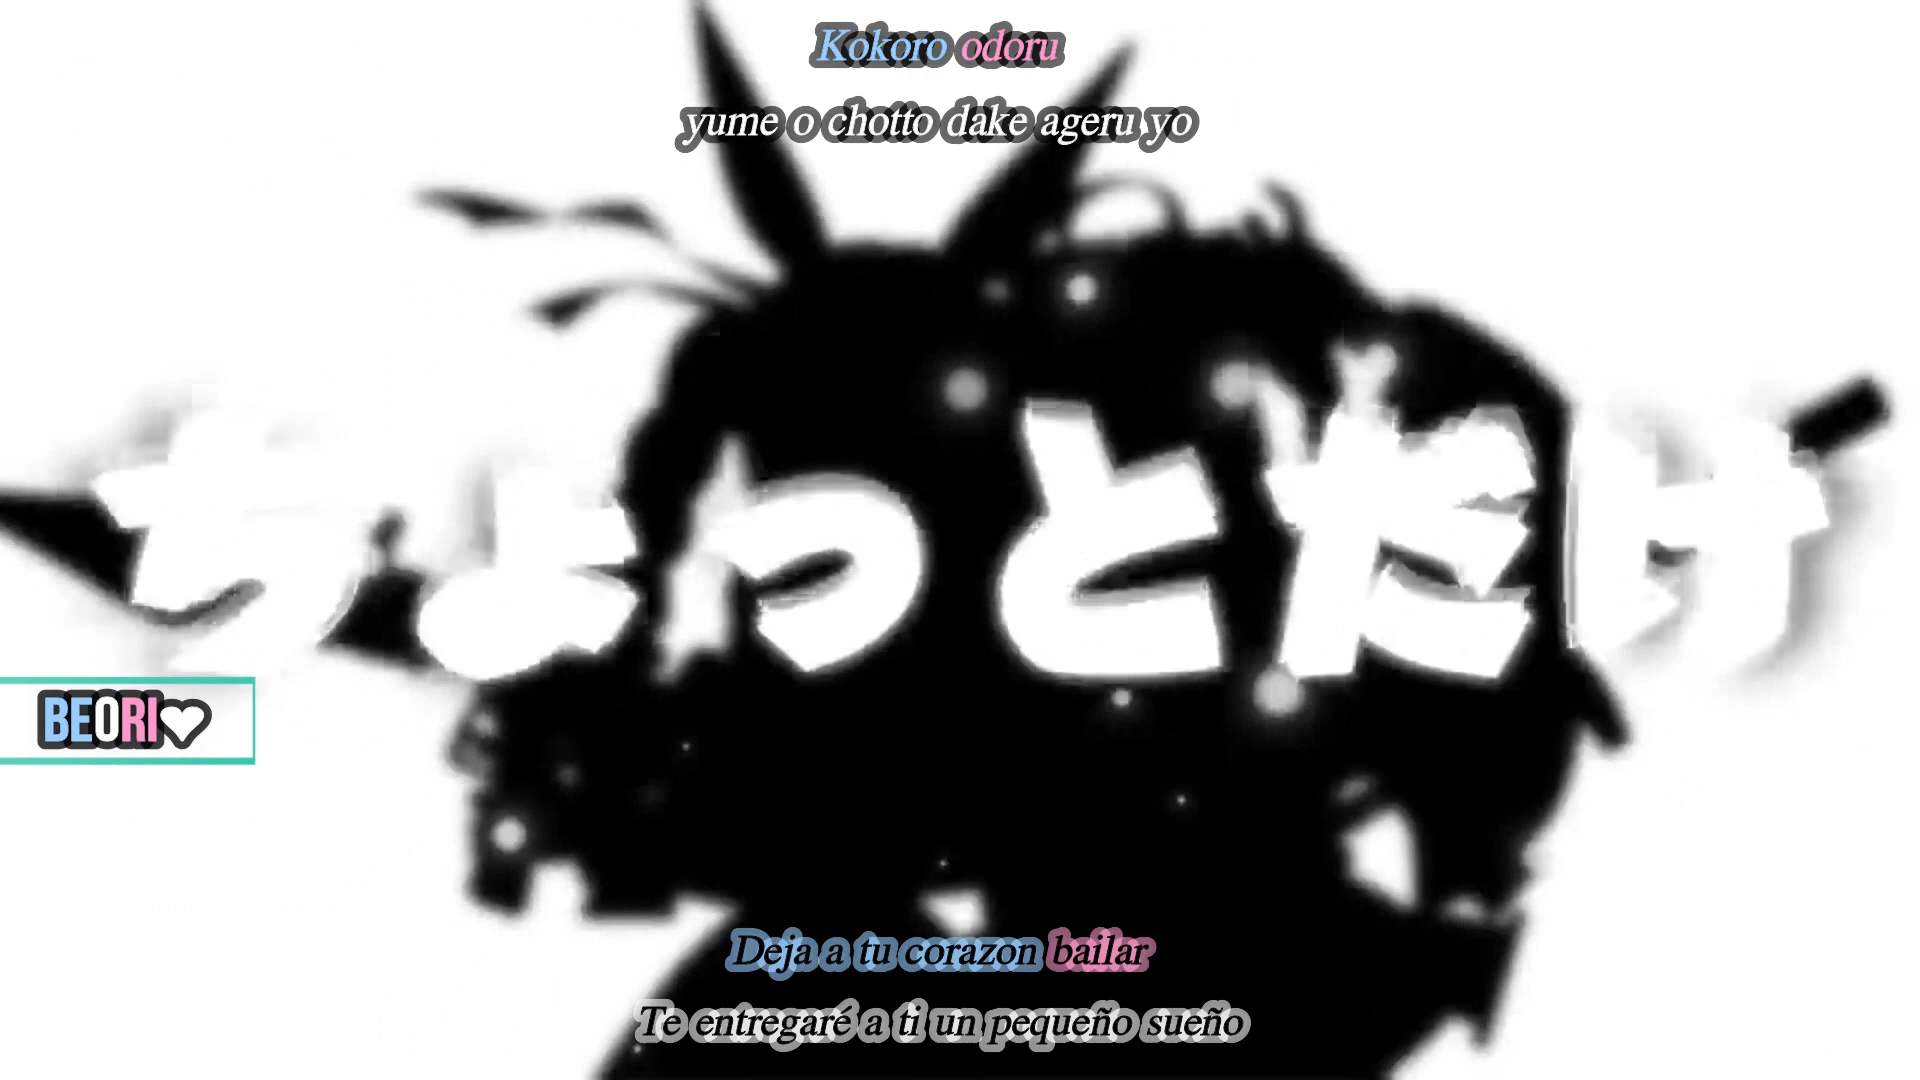 Kokoro odoru
yume o chotto dake ageru yo
ちょっとだけ
BEORI♡
Deja a tu corazon bailar
Te entregaré a ti un pequeño sueño